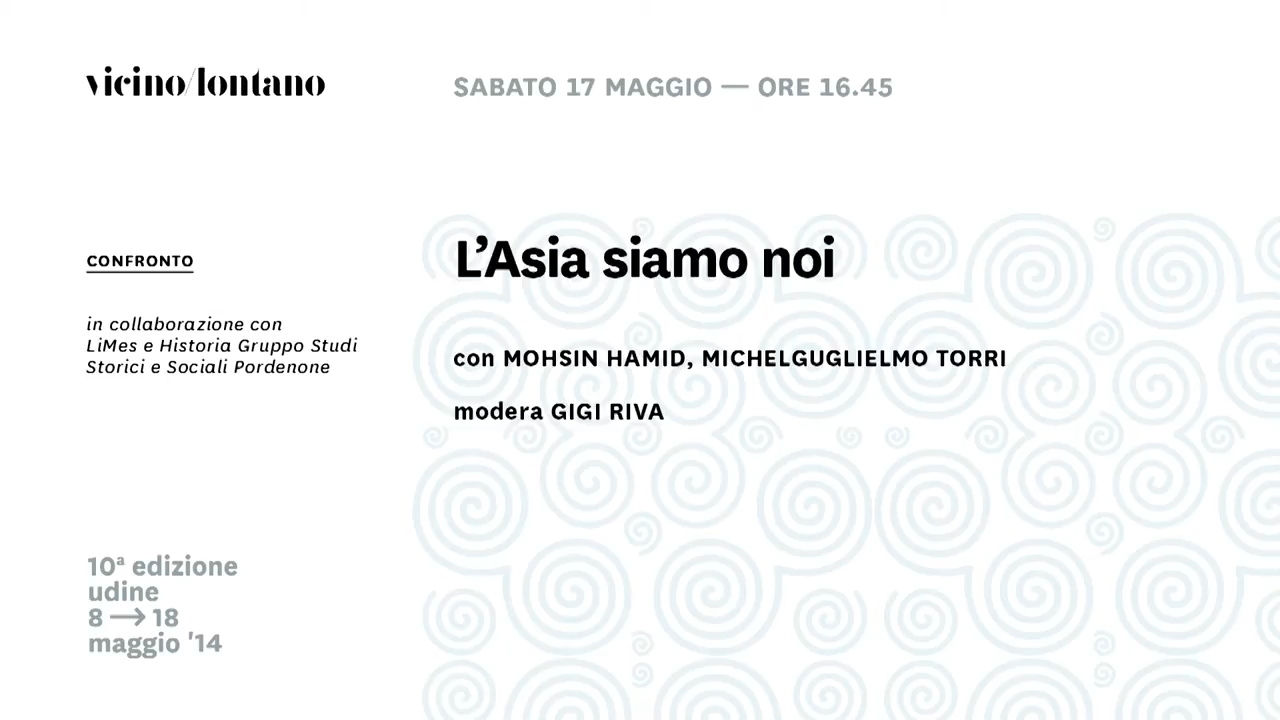 vicino/lontano
SABATO 17 MAGGIO — ORE 16.45
CONFRONTO
in collaborazione con
LiMes e Historia Gruppo Studi
Storici e Sociali Pordenone
L’Asia siamo noi
con MOHSIN HAMID, MICHELGUGLIELMO TORRI
modera GIGI RIVA
10ª edizione
udine
8 → 18
maggio '14